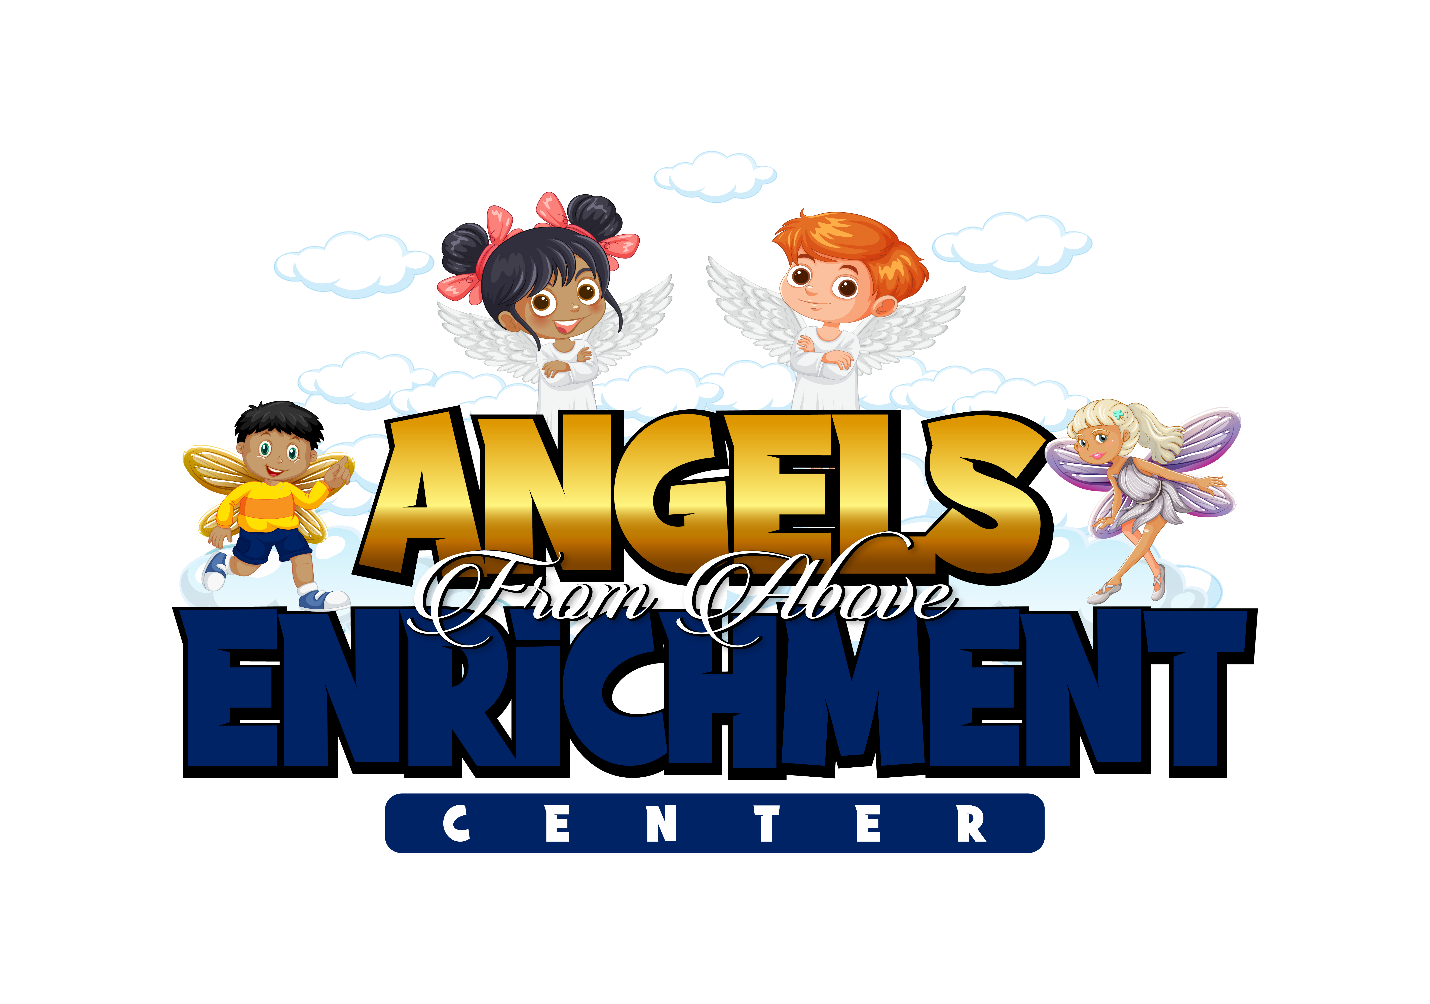 ANGELS
From Above
ENRiCHMENT
CENTER